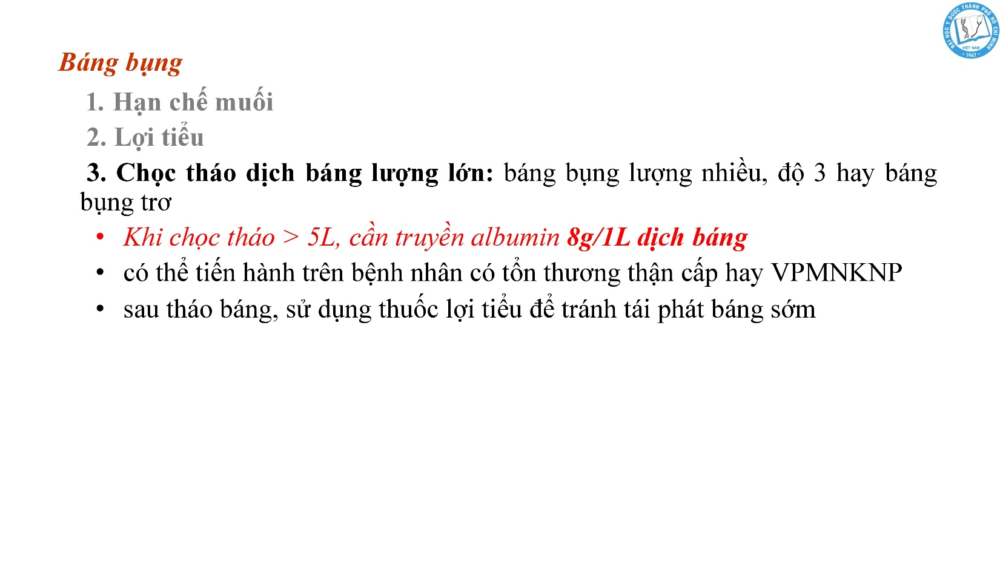 ĐẠI HỌC Y DƯỢC THÀNH PHỐ HỒ CHÍ MINH
VIỆT NAM
1947
Báng bụng
1. Hạn chế muối
2. Lợi tiểu
3. Chọc tháo dịch báng lượng lớn: báng bụng lượng nhiều, độ 3 hay báng
bụng trơ
• Khi chọc tháo > 5L, cần truyền albumin 8g/1L dịch báng
• có thể tiến hành trên bệnh nhân có tổn thương thận cấp hay VPMNKNP
• sau tháo báng, sử dụng thuốc lợi tiểu để tránh tái phát báng sớm